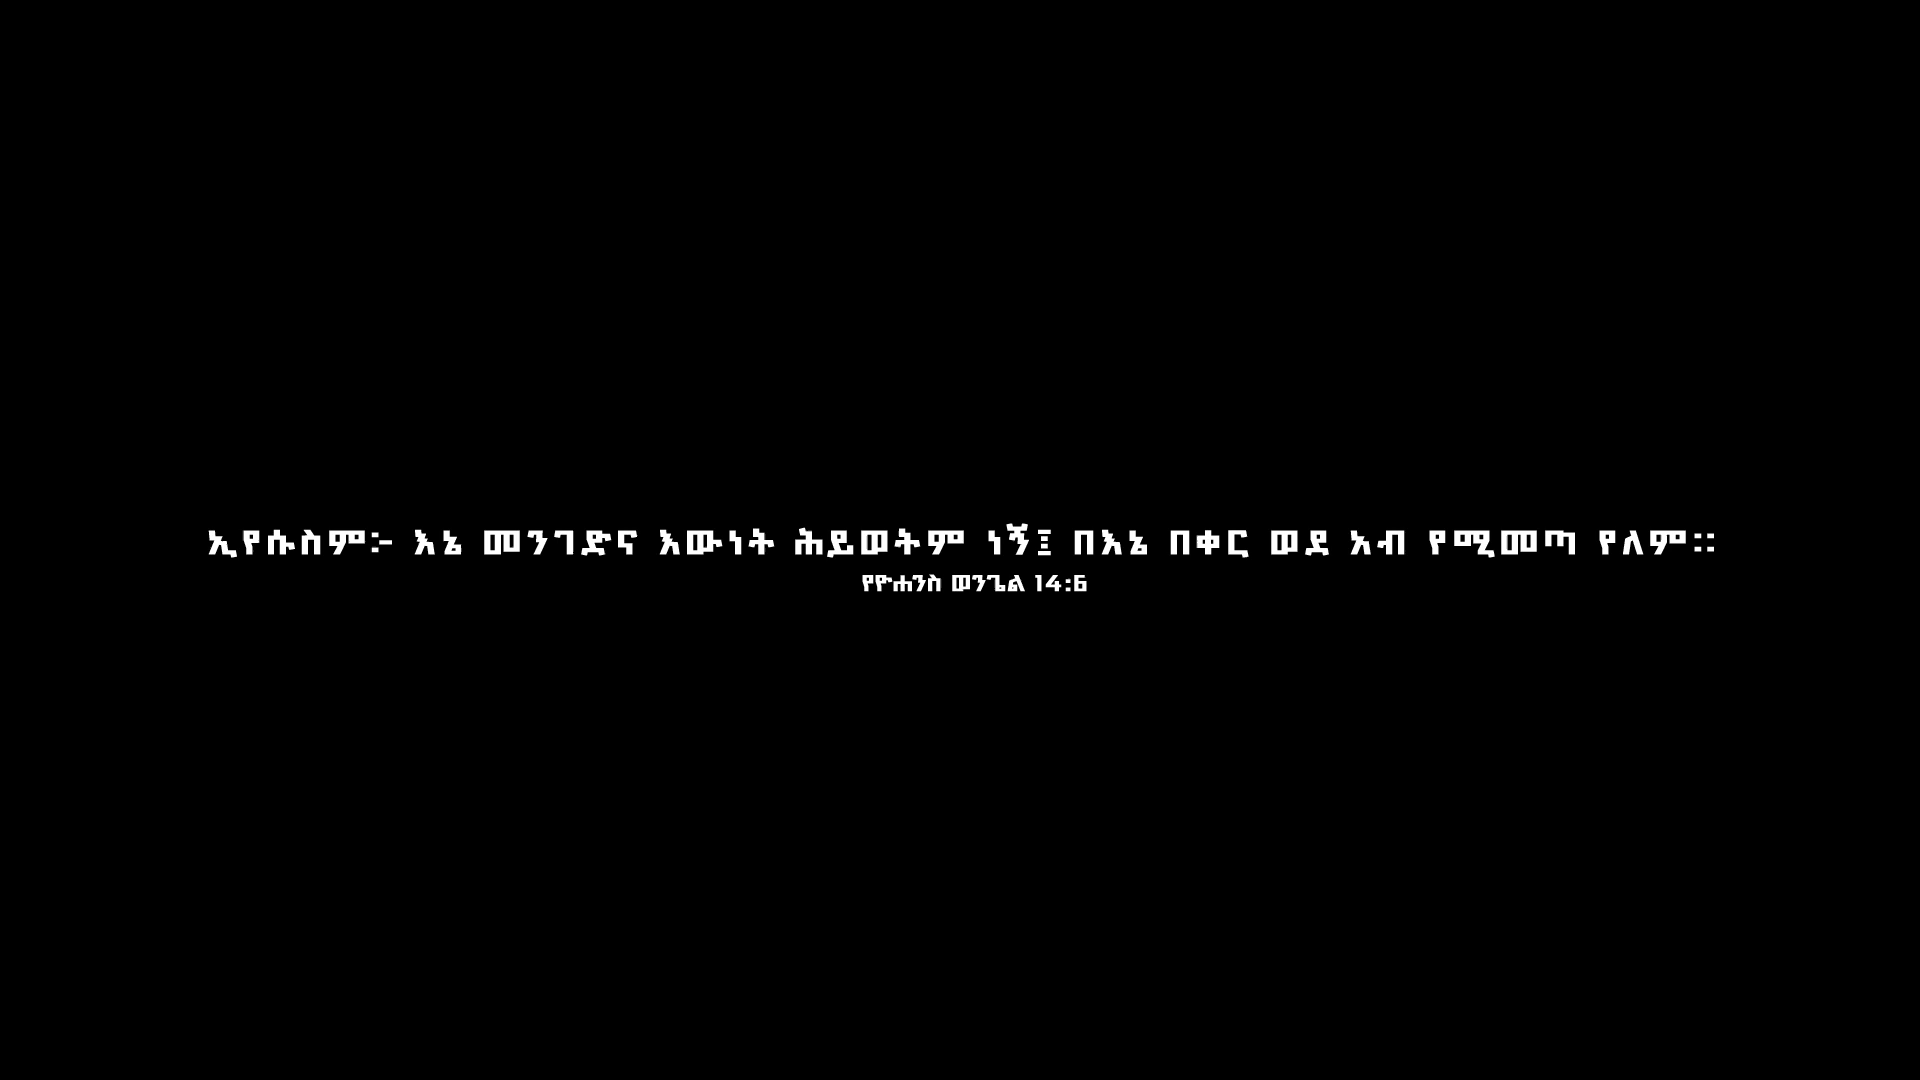 ኢየሱስም፦ እኔ መንገድና እውነት ሕይወትም ነኝ፤ በእኔ በቀር ወደ አብ የሚመጣ የለም።
የዮሐንስ ወንጌል 14:6